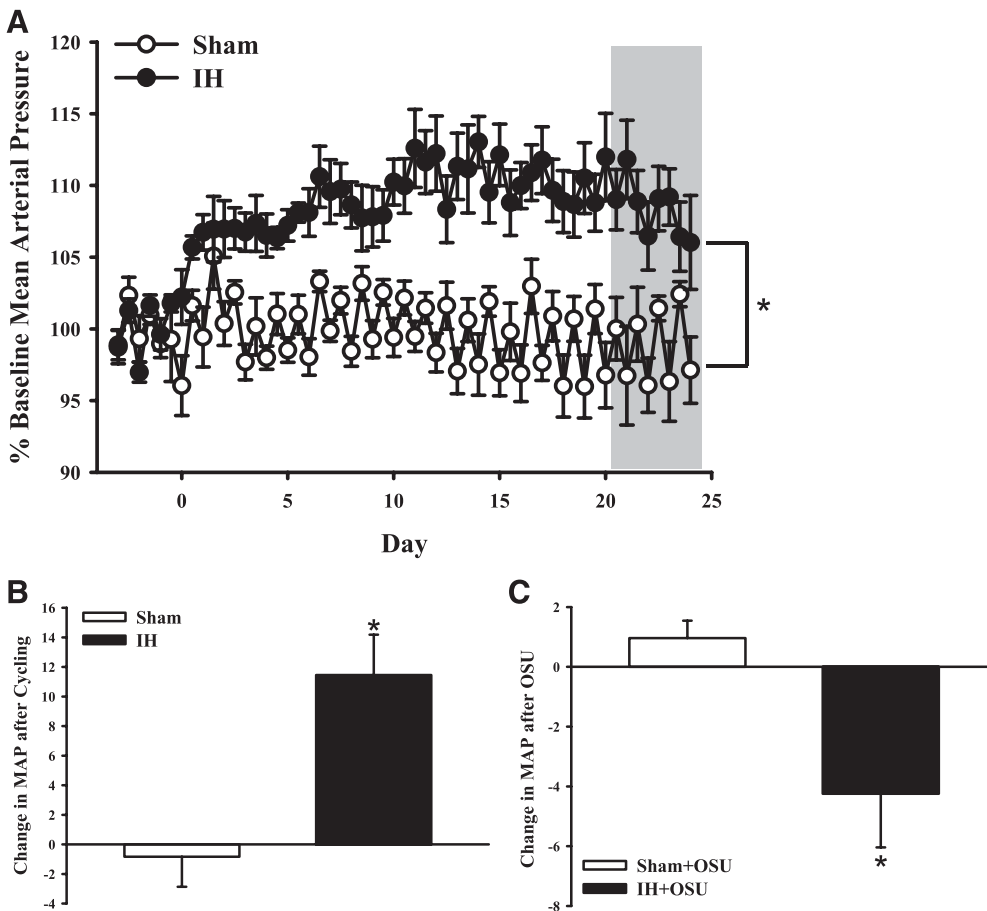 A
% Baseline Mean Arterial Pressure
120
115
110
105
100
95
90
Sham
IH
*
0
5
10
15
20
25
Day
B
Change in MAP after Cycling
16
14
12
10
8
6
4
2
0
-2
-4
Sham
IH
*
C
Change in MAP after OSU
2
0
-2
-4
-6
-8
*
Sham+OSU
IH+OSU